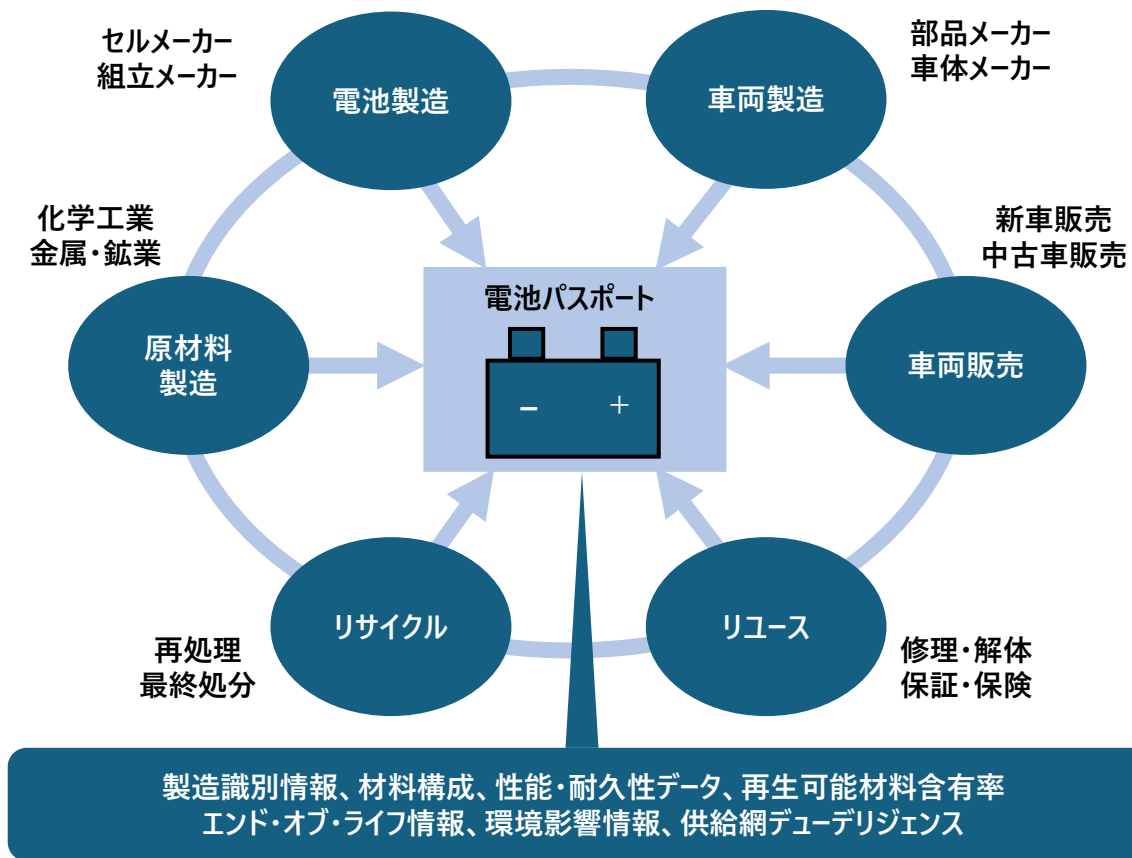 セルメーカー
組立メーカー
電池製造
部品メーカー
車体メーカー
車両製造
化学工業
金属・鉱業
原材料
製造
電池パスポート
－
＋
新車販売
中古車販売
車両販売
リサイクル
再処理
最終処分
リユース
修理・解体
保証・保険
製造識別情報、材料構成、性能・耐久性データ、再生可能材料含有率
エンド・オブ・ライフ情報、環境影響情報、供給網デューデリジェンス